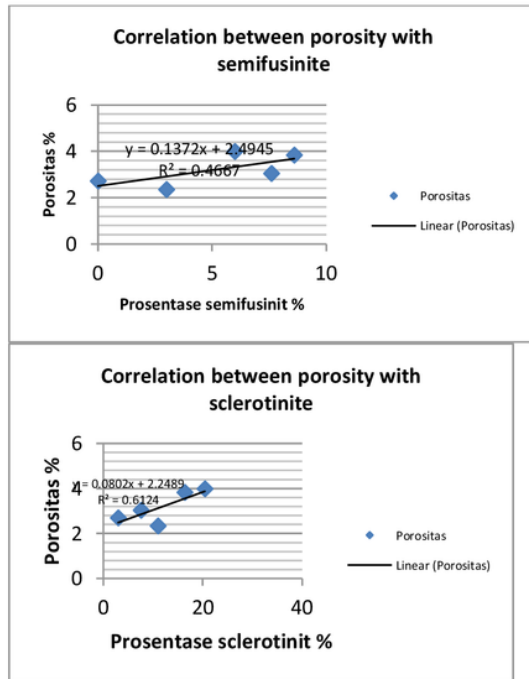 Correlation between porosity with
semifusinite
6
4
2
0
Porositas %
y = 0.1372x + 2.4945
R² = 0.4667
0 5 10
Prosentase semifusinit %
Porositas
Linear (Porositas)
Correlation between porosity with
sclerotinite
6
4
2
0
Porositas %
y = 0.0802x + 2.2489
R² = 0.6124
0 20 40
Prosentase sclerotinit %
Porositas
Linear (Porositas)